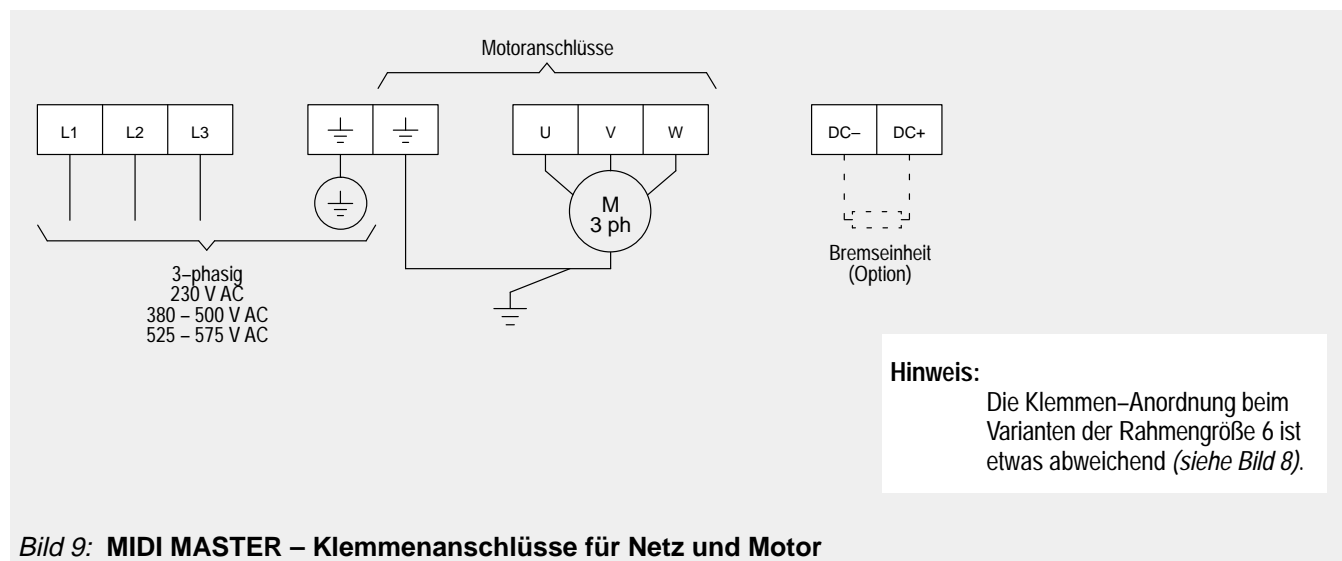 Motoranschlüsse
L1 L2 L3
U V W
DC– DC+
M
3 ph
Bremseinheit
(Option)
3–phasig
230 V AC
380 – 500 V AC
525 – 575 V AC
Hinweis:
Die Klemmen–Anordnung beim
Varianten der Rahmengröße 6 ist
etwas abweichend (siehe Bild 8).
Bild 9: MIDI MASTER – Klemmenanschlüsse für Netz und Motor